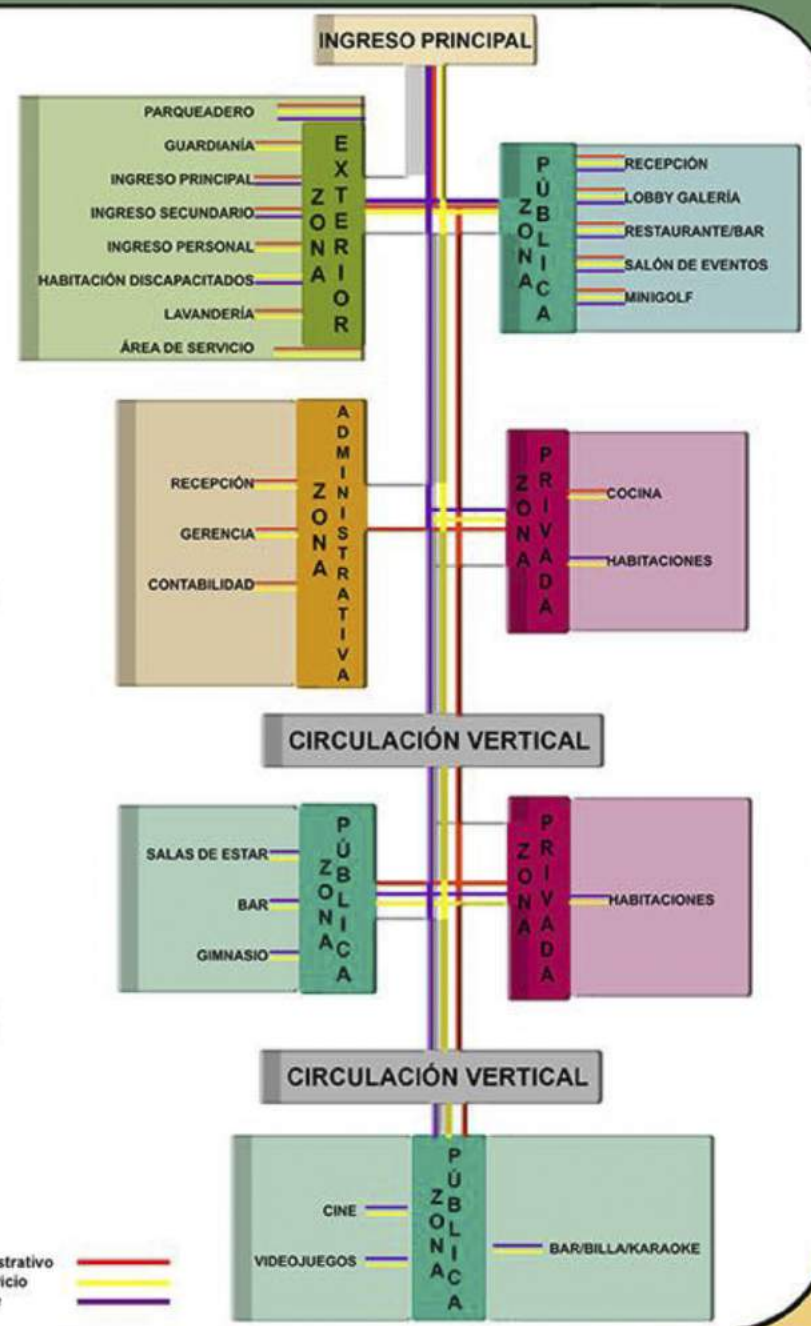 INGRESO PRINCIPAL
PARQUEADERO
GUARDIANÍA
INGRESO PRINCIPAL
INGRESO SECUNDARIO
INGRESO PERSONAL
HABITACIÓN DISCAPACITADOS
LAVANDERÍA
ÁREA DE SERVICIO
ZONA
EXTERIOR
ZONA
PÚBLICA
RECEPCIÓN
LOBBY GALERÍA
RESTAURANTE/BAR
SALÓN DE EVENTOS
MINIGOLF
RECEPCIÓN
GERENCIA
CONTABILIDAD
ZONA
ADMINISTRATIVA
ZONA
PRIVADA
COCINA
HABITACIONES
CIRCULACIÓN VERTICAL
SALAS DE ESTAR
BAR
GIMNASIO
ZONA
PÚBLICA
ZONA
PRIVADA
HABITACIONES
CIRCULACIÓN VERTICAL
CINE
VIDEOJUEGOS
ZONA
PÚBLICA
BAR/BILLA/KARAOKE
strativo
icio